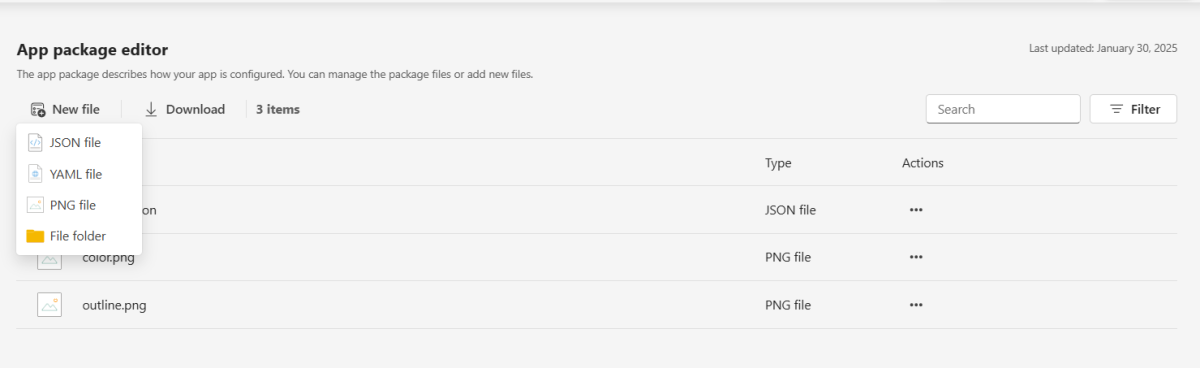 App package editor
Last updated: January 30, 2025
The app package describes how your app is configured. You can manage the package files or add new files.
New file
Download
3 items
Search
Filter
JSON file
YAML file
PNG file
File folder
Type
Actions
on
JSON file
color.png
PNG file
outline.png
PNG file